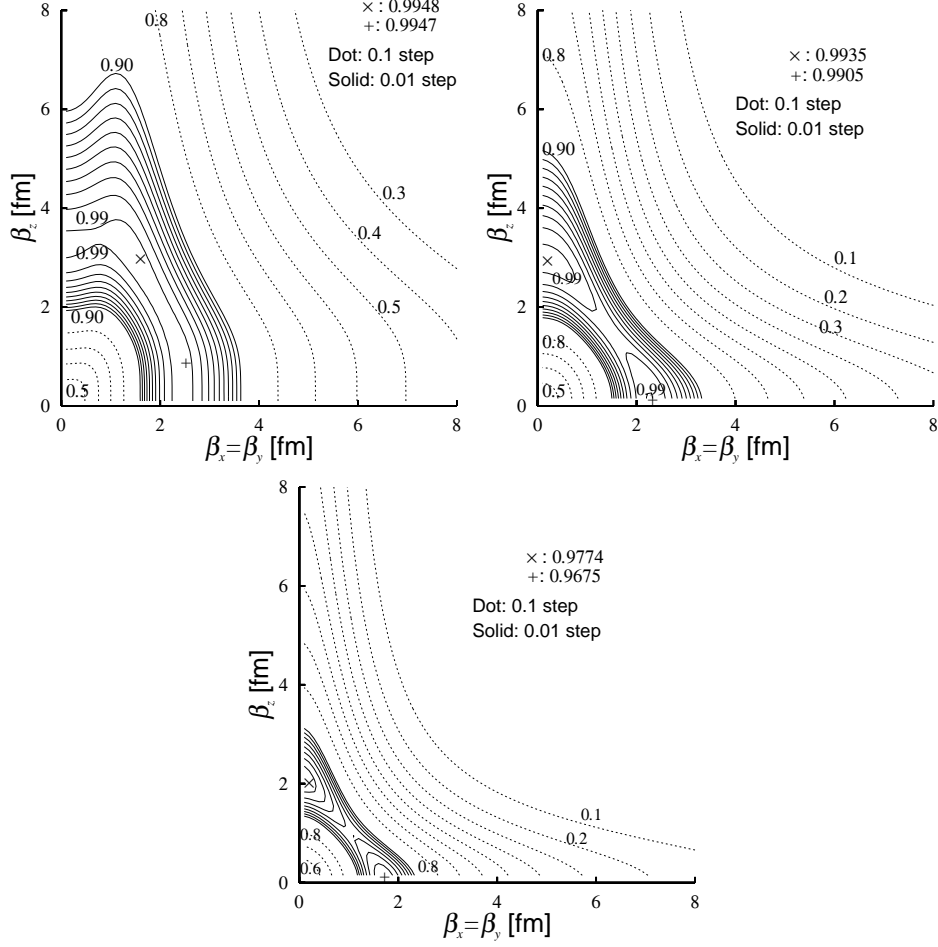 8
6
4
2
0
β_z [fm]
0 2 4 6 8
β_x=β_y [fm]
×: 0.9948
+: 0.9947
Dot: 0.1 step
Solid: 0.01 step
0.8
0.90
0.99
0.99
0.90
0.5
0.3
0.4
0.5
8
6
4
2
0
β_z [fm]
0 2 4 6 8
β_x=β_y [fm]
×: 0.9935
+: 0.9905
Dot: 0.1 step
Solid: 0.01 step
0.8
0.90
0.99
0.8
0.5
0.99
0.1
0.2
0.3
8
6
4
2
0
β_z [fm]
0 2 4 6 8
β_x=β_y [fm]
×: 0.9774
+: 0.9675
Dot: 0.1 step
Solid: 0.01 step
0.8
0.6
0.8
0.1
0.2